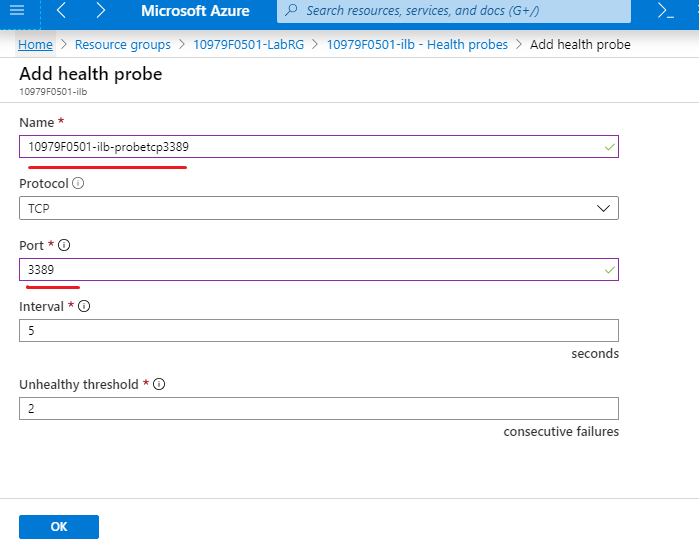 Microsoft Azure
Search resources, services, and docs (G+/)
Home > Resource groups > 10979F0501-LabRG > 10979F0501-ilb - Health probes > Add health probe
Add health probe
10979F0501-ilb
Name *
10979F0501-ilb-probetcp3389
Protocol
TCP
Port *
3389
Interval *
5
seconds
Unhealthy threshold *
2
consecutive failures
OK